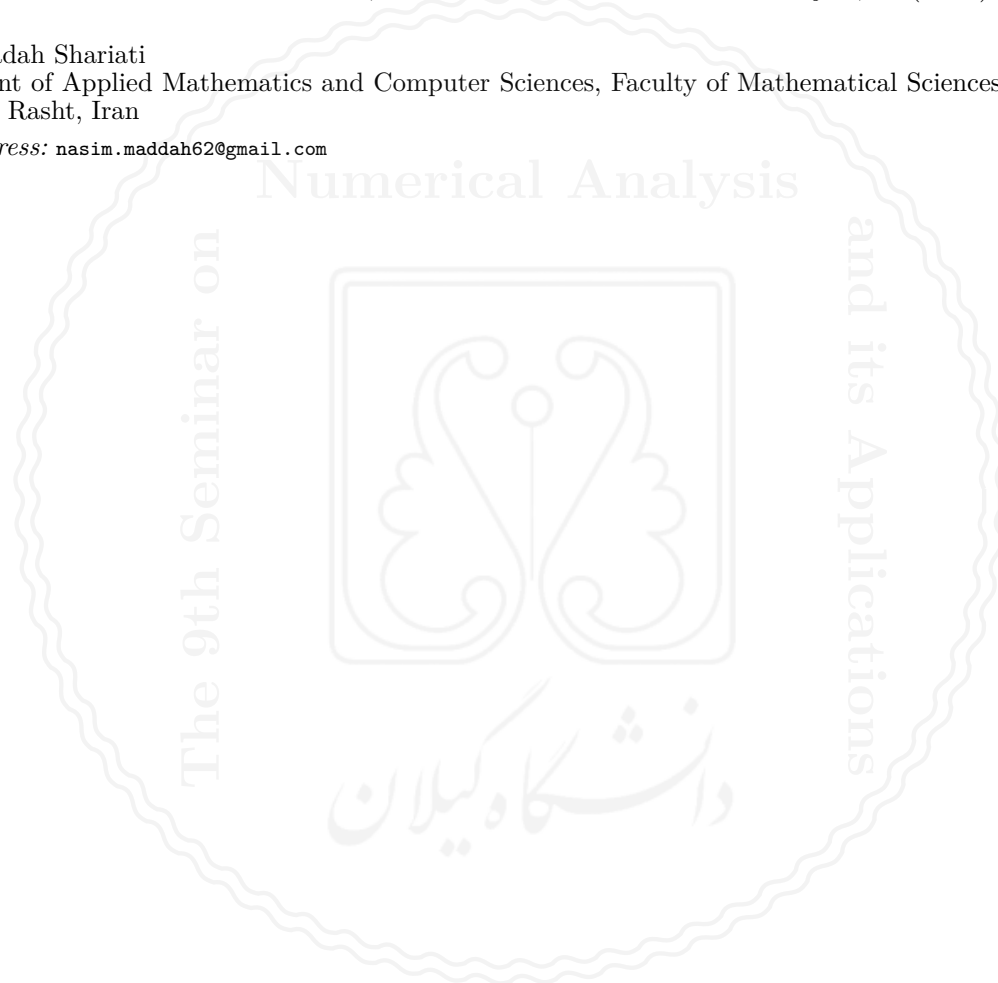 dah Shariati
nt of Applied Mathematics and Computer Sciences, Faculty of Mathematical Sciences
Rasht, Iran
ress: nasim.maddah62@gmail.com
Numerical Analysis
The 9th Seminar on
and its Applications
دانشگاه گیلان